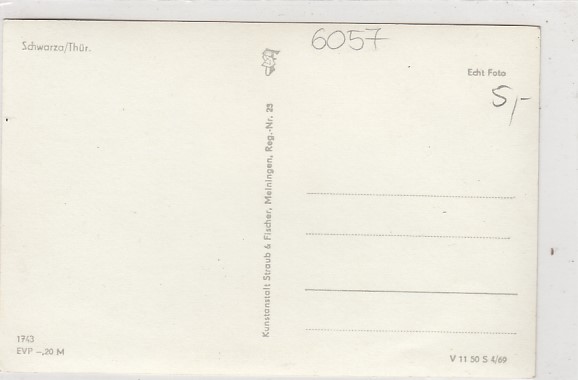 Schwarza/Thür.
6057
Echt Foto
5,-
Kunstanstalt Straub & Fischer, Meiningen, Reg.-Nr. 25
1743
EVP -,20 M
V 11 50 S 4/69